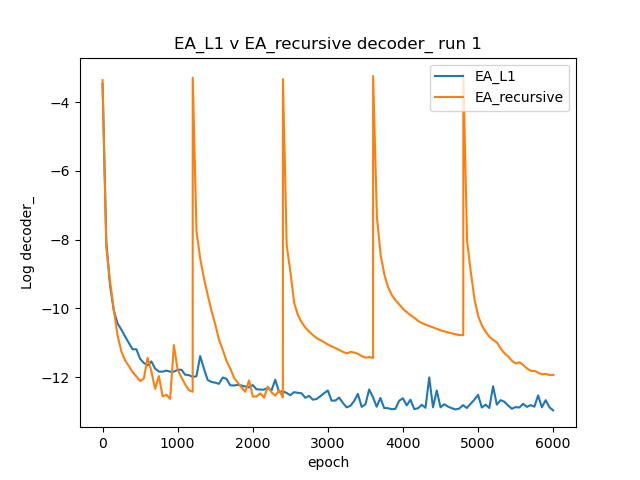 EA_L1 v EA_recursive decoder_ run 1
EA_L1
EA_recursive
Log decoder_
−4
−6
−8
−10
−12
0
1000
2000
3000
4000
5000
6000
epoch